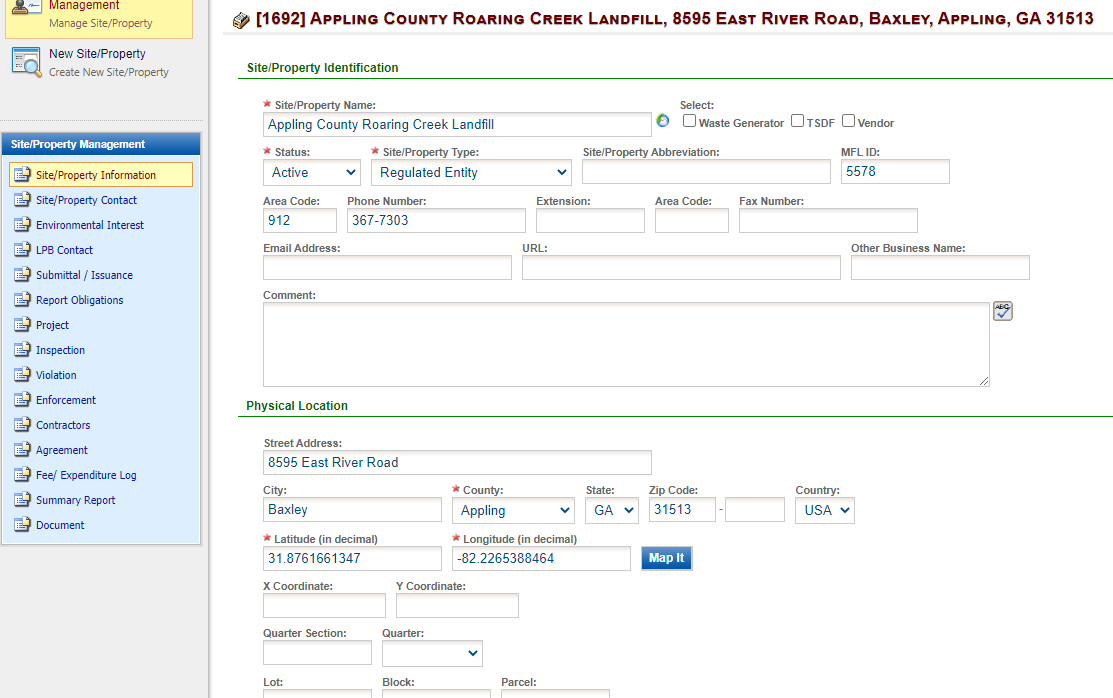 Management
Manage Site/Property
New Site/Property
Create New Site/Property
Site/Property Management
Site/Property Information
Site/Property Contact
Environmental Interest
LPB Contact
Submittal / Issuance
Report Obligations
Project
Inspection
Violation
Enforcement
Contractors
Agreement
Fee/ Expenditure Log
Summary Report
Document
[1692] Appling County Roaring Creek Landfill, 8595 East River Road, Baxley, Appling, GA 31513
Site/Property Identification
* Site/Property Name: Select:
Appling County Roaring Creek Landfill Waste Generator TSDF Vendor
* Status: * Site/Property Type: Site/Property Abbreviation: MFL ID:
Active Regulated Entity 5578
Area Code: Phone Number: Extension: Area Code: Fax Number:
912 367-7303
Email Address: URL: Other Business Name:
Comment:
ABC
Physical Location
Street Address:
8595 East River Road
City: * County: State: Zip Code: Country:
Baxley Appling GA 31513 - USA
* Latitude (in decimal) * Longitude (in decimal)
31.8761661347 -82.2265388464 Map It
X Coordinate: Y Coordinate:
Quarter Section: Quarter:
Lot: Block: Parcel: